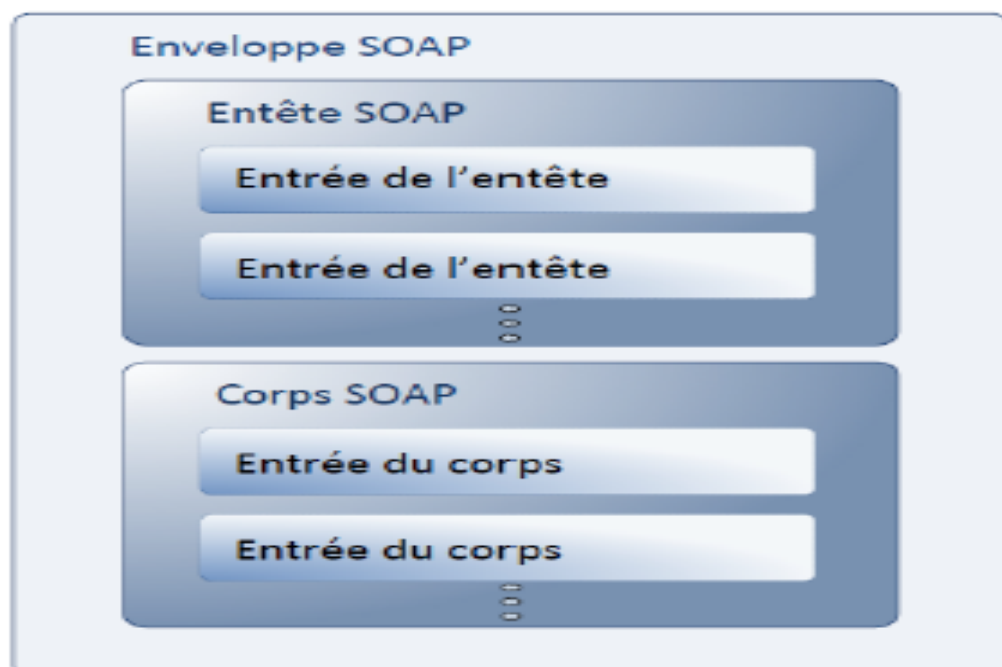 Enveloppe SOAP
Entête SOAP
Entrée de l'entête
Entrée de l'entête
Corps SOAP
Entrée du corps
Entrée du corps